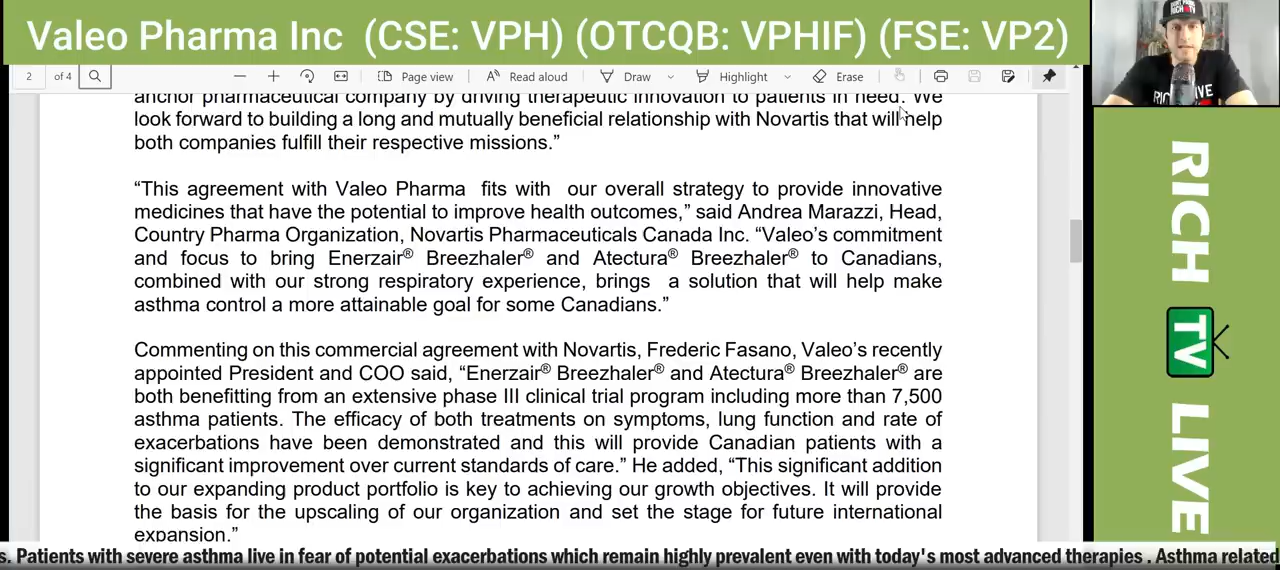 Valeo Pharma Inc (CSE: VPH) (OTCQB: VPHIF) (FSE: VP2)
2 of 4 Page view Read aloud Draw Highlight Erase
anchor pharmaceutical company by driving therapeutic innovation to patients in need. We
look forward to building a long and mutually beneficial relationship with Novartis that will help
both companies fulfill their respective missions.”
“This agreement with Valeo Pharma fits with our overall strategy to provide innovative
medicines that have the potential to improve health outcomes,” said Andrea Marazzi, Head,
Country Pharma Organization, Novartis Pharmaceuticals Canada Inc. “Valeo’s commitment
and focus to bring Enerzair® Breezhaler® and Atectura® Breezhaler® to Canadians,
combined with our strong respiratory experience, brings a solution that will help make
asthma control a more attainable goal for some Canadians.”
Commenting on this commercial agreement with Novartis, Frederic Fasano, Valeo’s recently
appointed President and COO said, “Enerzair® Breezhaler® and Atectura® Breezhaler® are
both benefitting from an extensive phase III clinical trial program including more than 7,500
asthma patients. The efficacy of both treatments on symptoms, lung function and rate of
exacerbations have been demonstrated and this will provide Canadian patients with a
significant improvement over current standards of care.” He added, “This significant addition
to our expanding product portfolio is key to achieving our growth objectives. It will provide
the basis for the upscaling of our organization and set the stage for future international
expansion.”
s. Patients with severe asthma live in fear of potential exacerbations which remain highly prevalent even with today's most advanced therapies . Asthma related
RICH
TV
LIVE